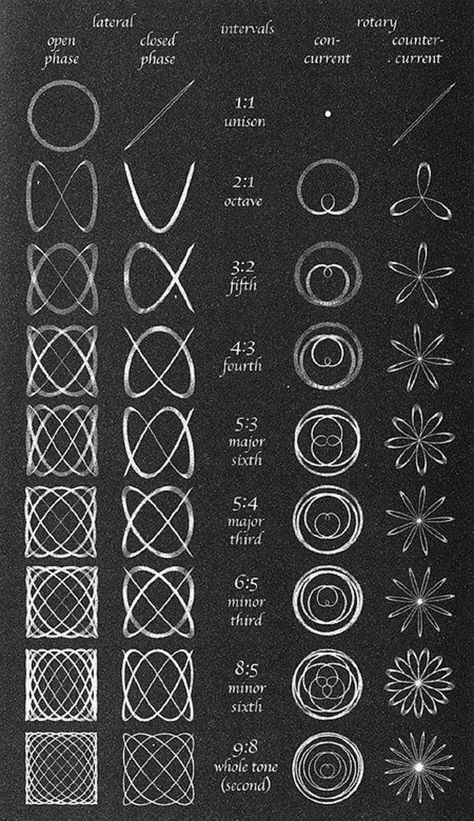 lateral
open phase
closed phase
intervals
rotary
con-current
counter-current
1:1
unison
2:1
octave
3:2
fifth
4:3
fourth
5:3
major
sixth
5:4
major
third
6:5
minor
third
8:5
minor
sixth
9:8
whole tone
(second)